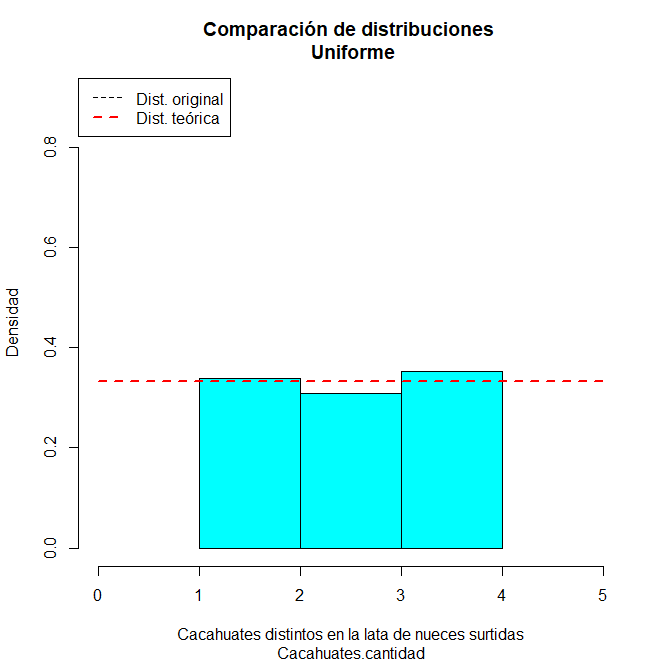 Comparación de distribuciones
Uniforme
Dist. original
Dist. teórica
0.8
0.6
0.4
0.2
0.0
Densidad
0 1 2 3 4 5
Cacahuates distintos en la lata de nueces surtidas
Cacahuates.cantidad